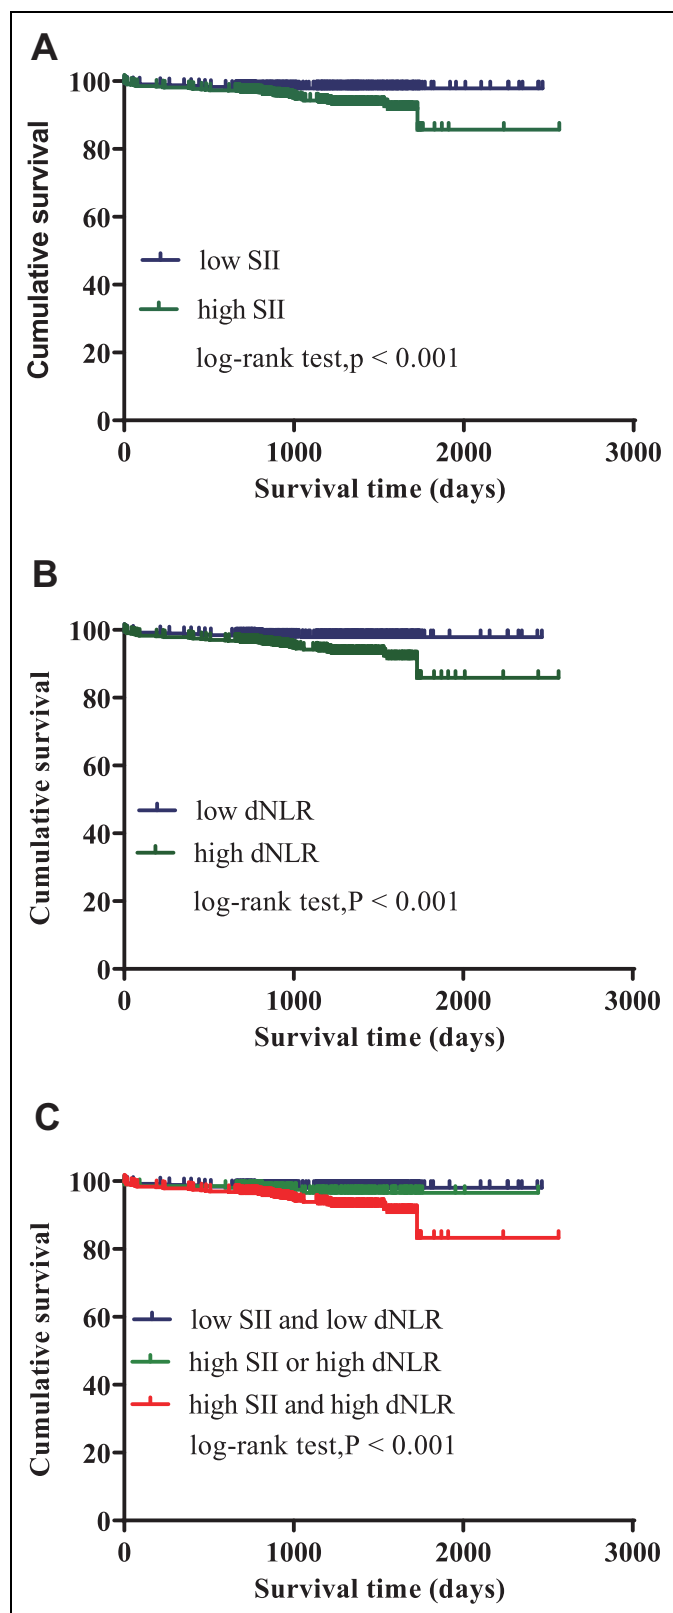 A
100
80
60
40
20
0
Cumulative survival
low SII
high SII
log-rank test,p < 0.001
0 1000 2000 3000
Survival time (days)
B
100
80
60
40
20
0
Cumulative survival
low dNLR
high dNLR
log-rank test,P < 0.001
0 1000 2000 3000
Survival time (days)
C
100
80
60
40
20
0
Cumulative survival
low SII and low dNLR
high SII or high dNLR
high SII and high dNLR
log-rank test,P < 0.001
0 1000 2000 3000
Survival time (days)